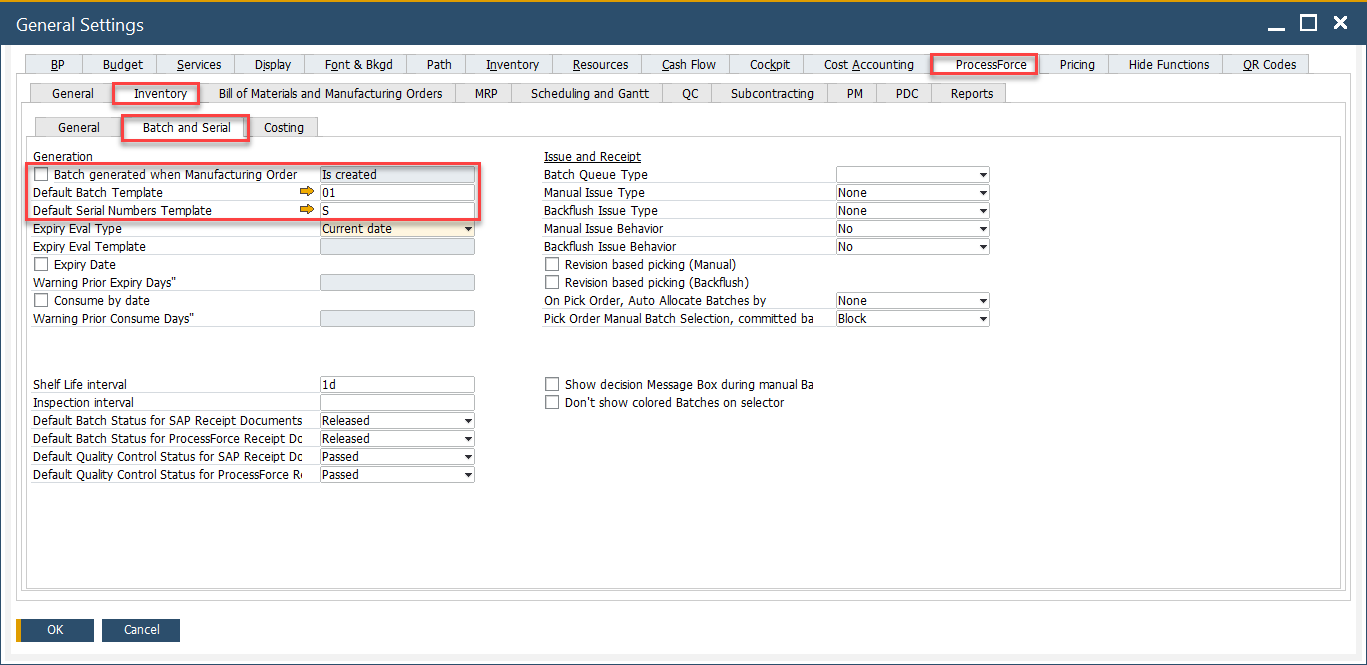 General Settings
BP Budget Services Display Font & Bkgd Path Inventory Resources Cash Flow Cockpit Cost Accounting ProcessForce Pricing Hide Functions QR Codes
General Inventory Bill of Materials and Manufacturing Orders MRP Scheduling and Gantt QC Subcontracting PM PDC Reports
General Batch and Serial Costing
Generation
Batch generated when Manufacturing Order Is created
Default Batch Template 01
Default Serial Numbers Template S
Expiry Eval Type Current date
Expiry Eval Template
Expiry Date
Warning Prior Expiry Days"
Consume by date
Warning Prior Consume Days"
Shelf Life interval 1d
Inspection interval
Default Batch Status for SAP Receipt Documents Released
Default Batch Status for ProcessForce Receipt Dc Released
Default Quality Control Status for SAP Receipt Dc Passed
Default Quality Control Status for ProcessForce Re Passed
Issue and Receipt
Batch Queue Type
Manual Issue Type None
Backflush Issue Type None
Manual Issue Behavior No
Backflush Issue Behavior No
Revision based picking (Manual)
Revision based picking (Backflush)
On Pick Order, Auto Allocate Batches by None
Pick Order Manual Batch Selection, committed ba Block
Show decision Message Box during manual Ba
Don't show colored Batches on selector
OK Cancel